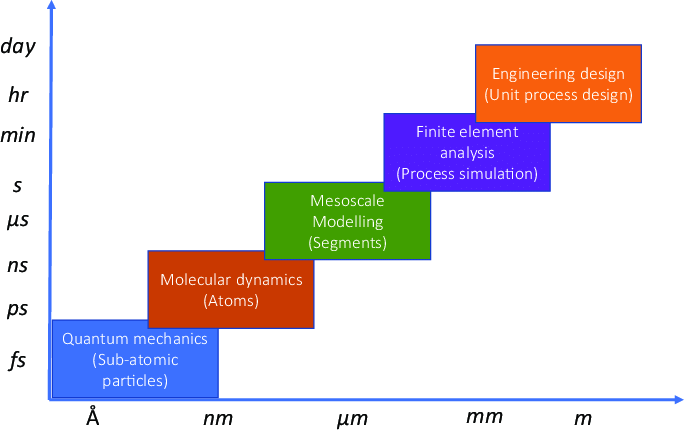 day
Engineering design
(Unit process design)
hr
min
Finite element
analysis
(Process simulation)
s
Mesoscale
Modelling
(Segments)
μs
ns
Molecular dynamics
(Atoms)
ps
Quantum mechanics
(Sub-atomic
particles)
fs
Å
nm
μm
mm
m